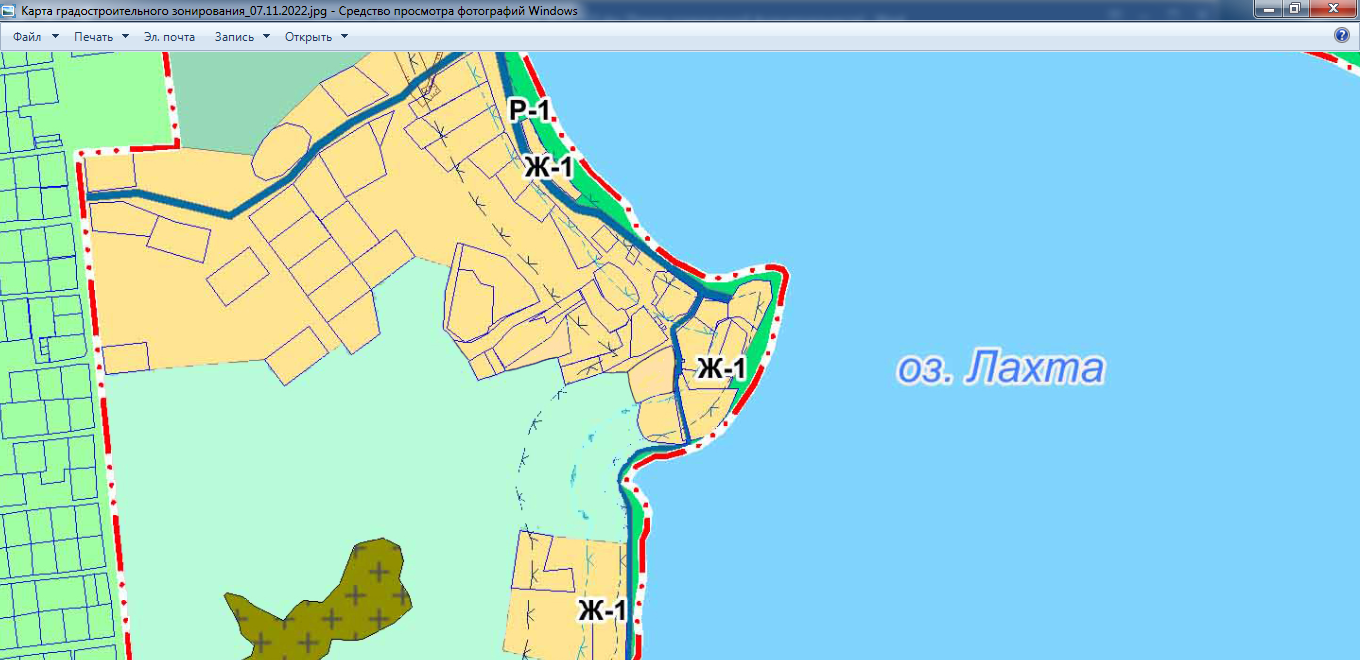 Карта градостроительного зонирования_07.11.2022.jpg - Средство просмотра фотографий Windows
Файл Печать Эл. почта Запись Открыть
Р-1
Ж-1
Ж-1
оз. Лахта
Ж-1